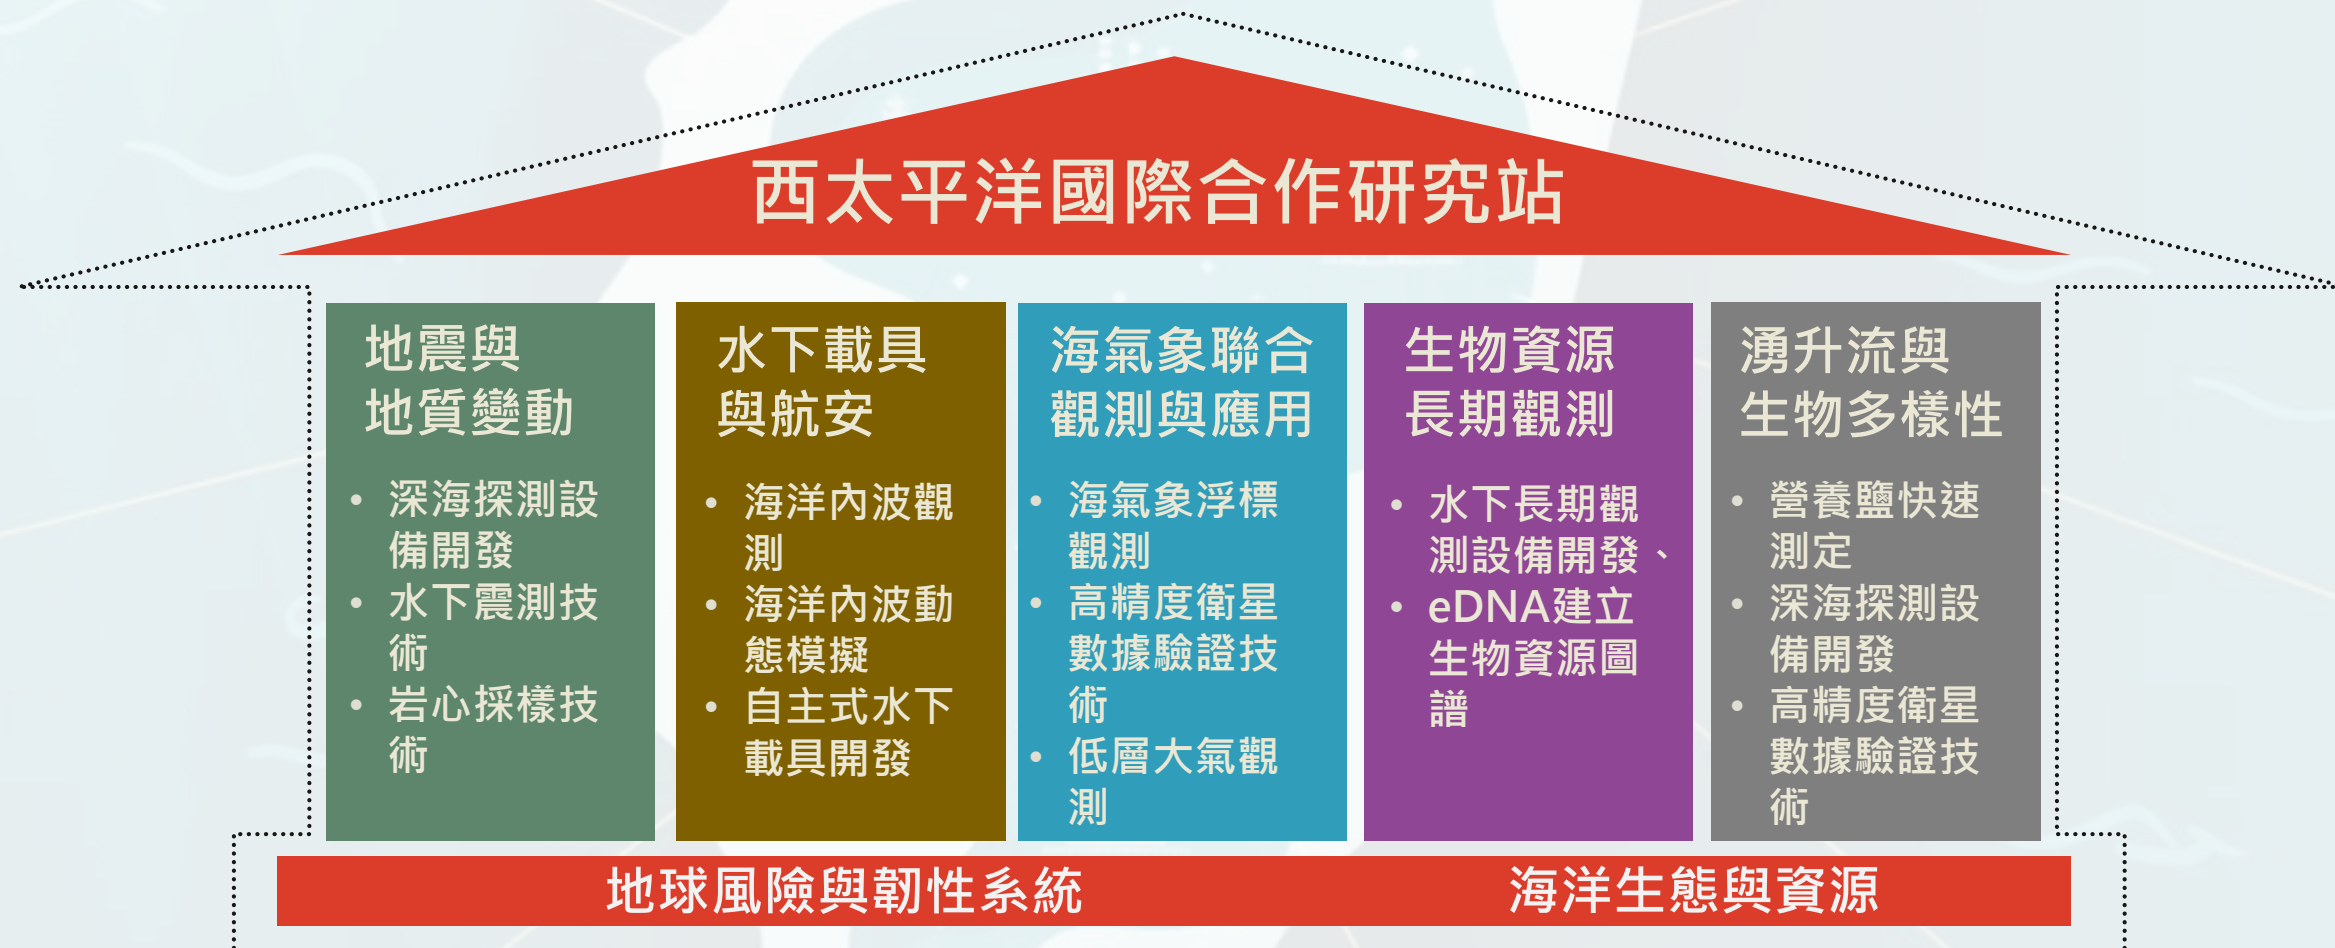 西太平洋國際合作研究站
地震與
地質變動
• 深海探測設
備開發
• 水下震測技
術
• 岩心採樣技
術
水下載具
與航安
• 海洋內波觀
測
• 海洋內波動
態模擬
• 自主式水下
載具開發
海氣象聯合
觀測與應用
• 海氣象浮標
觀測
• 高精度衛星
數據驗證技
術
• 低層大氣觀
測
生物資源
長期觀測
• 水下長期觀
測設備開發、
• eDNA建立
生物資源圖
譜
湧升流與
生物多樣性
• 營養鹽快速
測定
• 深海探測設
備開發
• 高精度衛星
數據驗證技
術
地球風險與韌性系統
海洋生態與資源